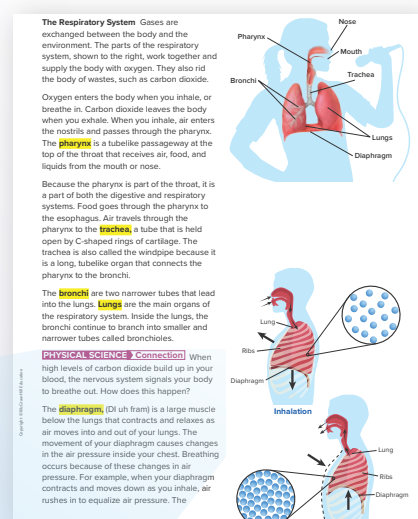 The Respiratory System Gases are
exchanged between the body and the
environment. The parts of the respiratory
system, shown to the right, work together and
supply the body with oxygen. They also rid
the body of wastes, such as carbon dioxide.
Oxygen enters the body when you inhale, or
breathe in. Carbon dioxide leaves the body
when you exhale. When you inhale, air enters
the nostrils and passes through the pharynx.
The pharynx is a tubelike passageway at the
top of the throat that receives air, food, and
liquids from the mouth or nose.
Because the pharynx is part of the throat, it is
a part of both the digestive and respiratory
systems. Food goes through the pharynx to
the esophagus. Air travels through the
pharynx to the trachea, a tube that is held
open by C-shaped rings of cartilage. The
trachea is also called the windpipe because it
is a long, tubelike organ that connects the
pharynx to the bronchi.
The bronchi are two narrower tubes that lead
into the lungs. Lungs are the main organs of
the respiratory system. Inside the lungs, the
bronchi continue to branch into smaller and
narrower tubes called bronchioles.
PHYSICAL SCIENCE Connection When
high levels of carbon dioxide build up in your
blood, the nervous system signals your body
to breathe out. How does this happen?
The diaphragm, (DI uh fram) is a large muscle
below the lungs that contracts and relaxes as
air moves into and out of your lungs. The
movement of your diaphragm causes changes
in the air pressure inside your chest. Breathing
occurs because of these changes in air
pressure. For example, when your diaphragm
contracts and moves down as you inhale, air
rushes in to equalize air pressure. The
Copyright © McGraw-Hill Education
Nose
Pharynx
Mouth
Trachea
Bronchi
Lungs
Diaphragm
Lung
Ribs
Diaphragm
Inhalation
Lung
Ribs
Diaphragm